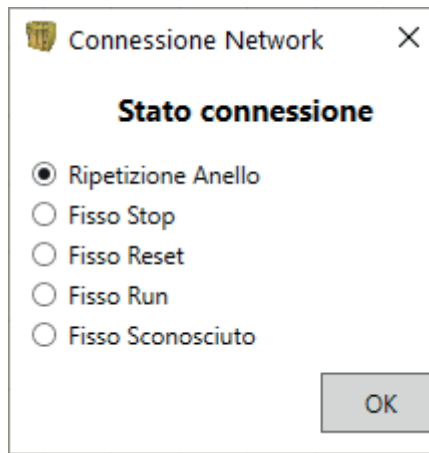 Connessione Network
Stato connessione
Ripetizione Anello
Fisso Stop
Fisso Reset
Fisso Run
Fisso Sconosciuto
OK